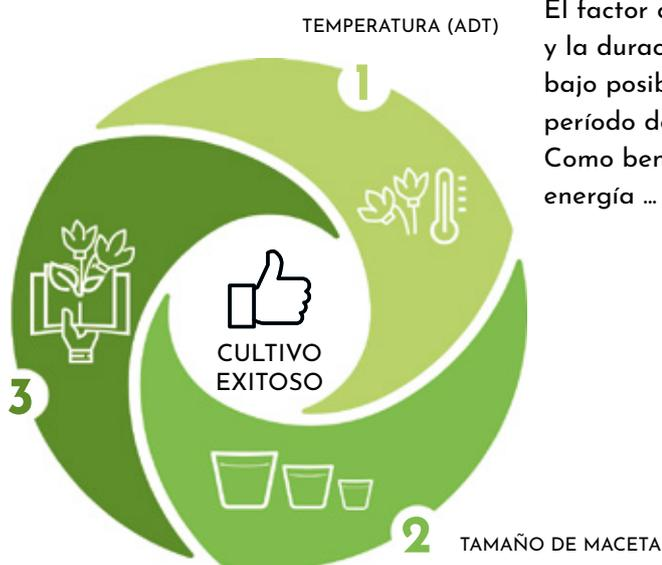 TEMPERATURA (ADT)
1
El factor
y la
bajo
período
Como
energía ...
3
CULTIVO
EXITOSO
2
TAMAÑO DE MACETA